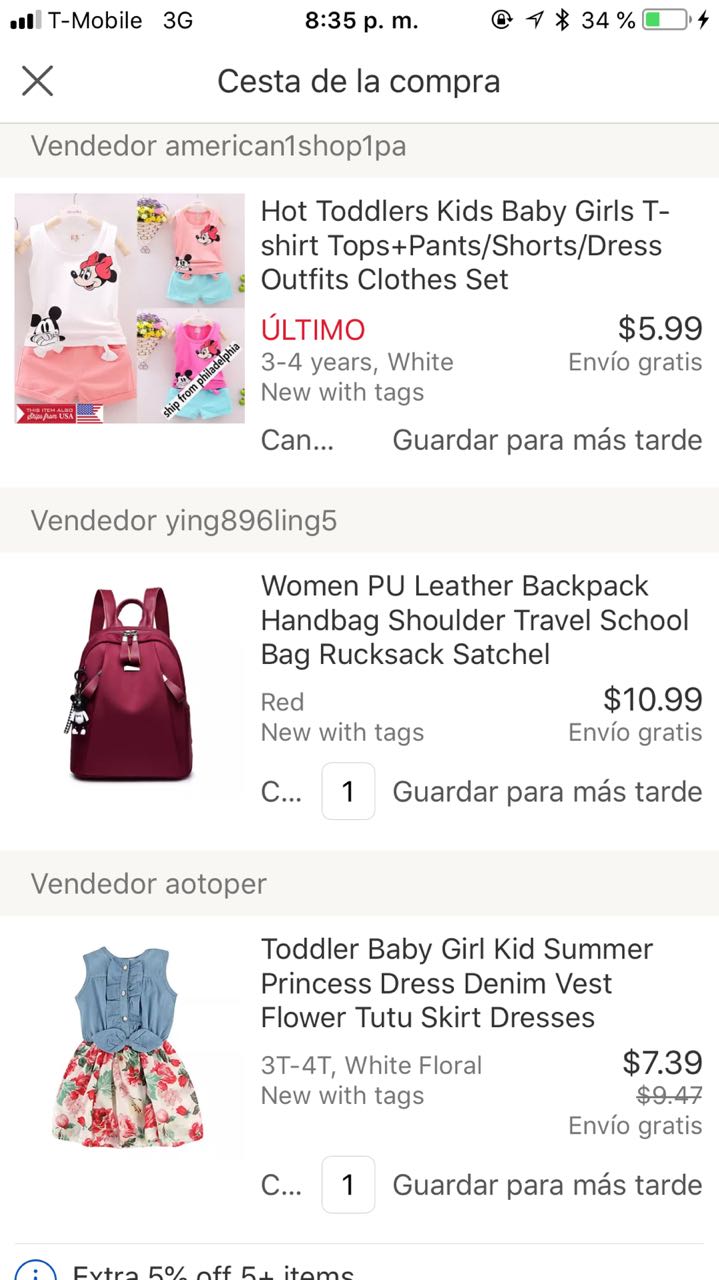 T-Mobile 3G 8:35 p. m. 34 %
Cesta de la compra
Vendedor american1shop1pa
Hot Toddlers Kids Baby Girls T-
shirt Tops+Pants/Shorts/Dress
Outfits Clothes Set
ÚLTIMO $5.99
3-4 years, White Envío gratis
New with tags
ship from philadelphia
THIS ITEM ALSO
Ships from USA
Can... Guardar para más tarde
Vendedor ying896ling5
Women PU Leather Backpack
Handbag Shoulder Travel School
Bag Rucksack Satchel
Red $10.99
New with tags Envío gratis
C... 1 Guardar para más tarde
Vendedor aotoper
Toddler Baby Girl Kid Summer
Princess Dress Denim Vest
Flower Tutu Skirt Dresses
3T-4T, White Floral $7.39
New with tags $9.47
Envío gratis
C... 1 Guardar para más tarde
Extra 5% off 5+ items